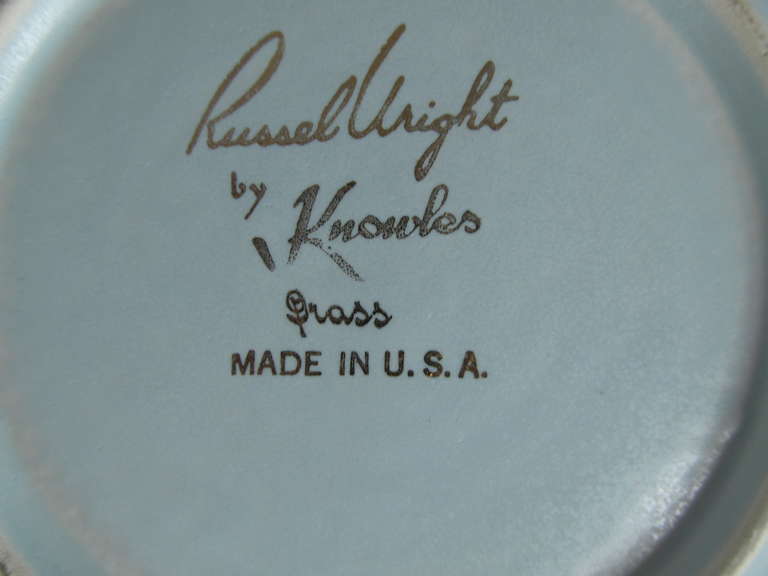 Russel Wright
by Knowles
Grass
MADE IN U.S.A.